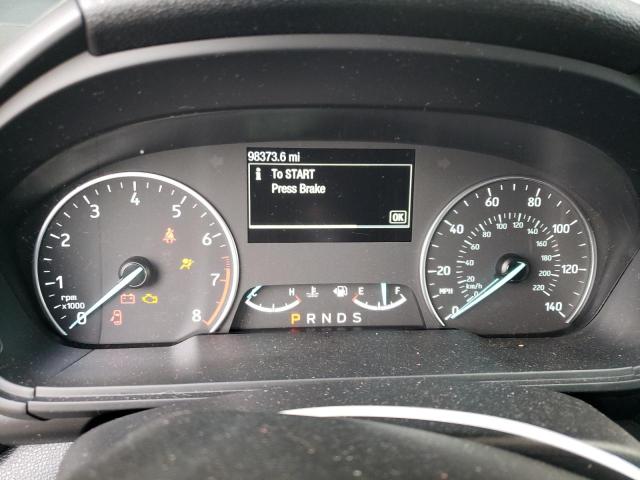 98373.6 mi
i To START
Press Brake
OK
0 1 2 3 4 5 6 7 8
rpm
x1000
C H E F
P R N D S
0 20 40 60 80 100 120 140
MPH
0 20 40 60 80 100 120 140 160 180 200 220
km/h